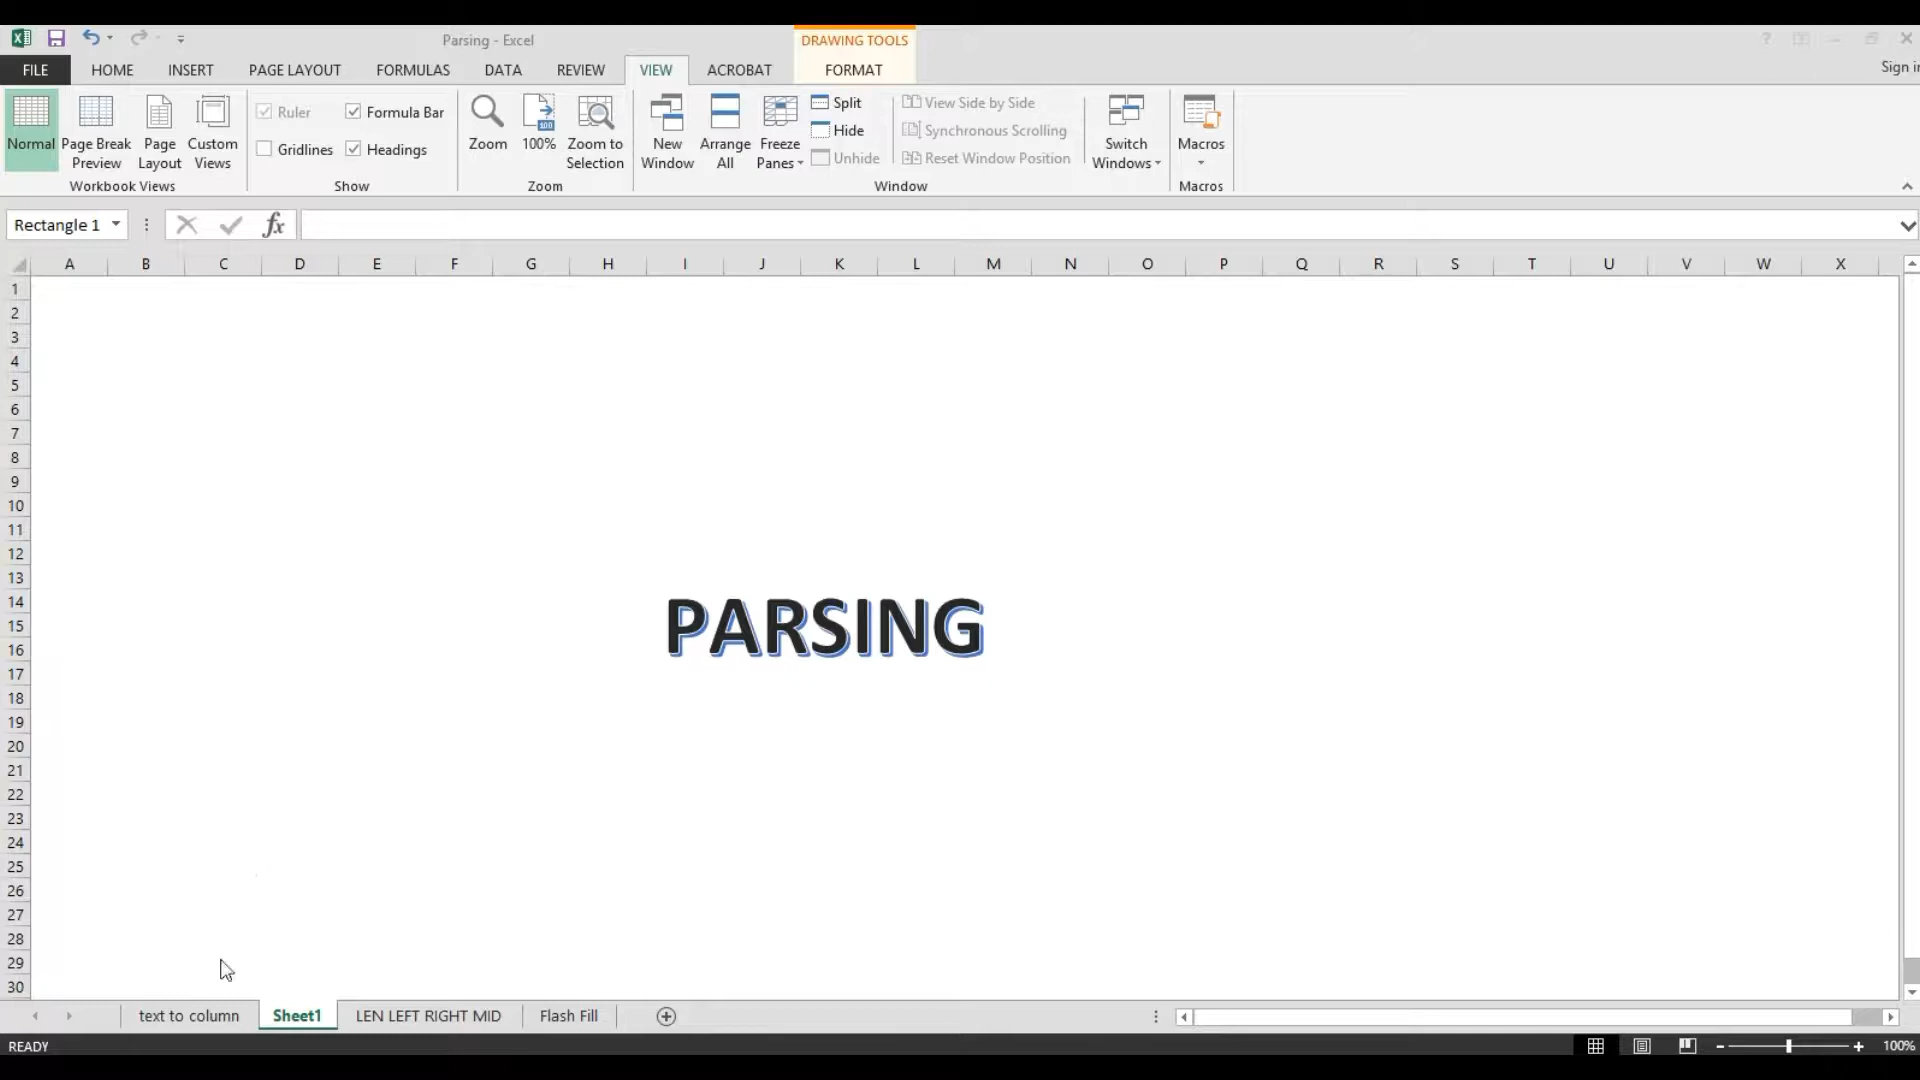 Parsing - Excel
DRAWING TOOLS
?
FILE HOME INSERT PAGE LAYOUT FORMULAS DATA REVIEW VIEW ACROBAT FORMAT
Normal
Page Break Preview
Page Layout
Custom Views
Workbook Views
Ruler
Formula Bar
Gridlines
Headings
Show
Zoom
100%
Zoom to Selection
Zoom
New Window
Arrange All
Freeze Panes
Split
Hide
Unhide
View Side by Side
Synchronous Scrolling
Reset Window Position
Window
Switch Windows
Macros
Macros
Rectangle 1
fx
A B C D E F G H I J K L M N O P Q R S T U V W X
1
2
3
4
5
6
7
8
9
10
11
12
13
14
15
16
17
18
19
20
21
22
23
24
25
26
27
28
29
30
PARSING
text to column Sheet1 LEN LEFT RIGHT MID Flash Fill
READY
100%